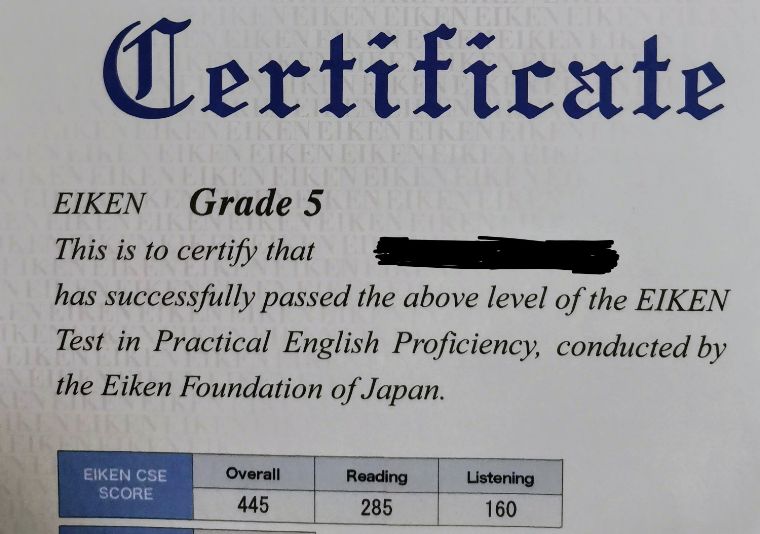 Certificate
EIKEN Grade 5
This is to certify that
has successfully passed the above level of the EIKEN
Test in Practical English Proficiency, conducted by
the Eiken Foundation of Japan.
EIKEN CSE SCORE Overall Reading Listening
445 285 160